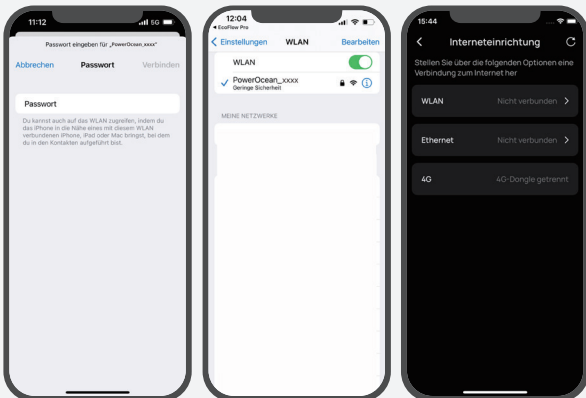 11:12
5G
Passwort eingeben für „PowerOcean_xxxx"
Abbrechen
Passwort
Verbinden
Passwort
Du kannst auch auf das WLAN zugreifen, indem du
das iPhone in die Nähe eines mit diesem WLAN
verbundenen iPhone, iPad oder Mac bringst, bei dem
du in den Kontakten aufgeführt bist.
12:04
EcoFlow Pro
Einstellungen
WLAN
Bearbeiten
WLAN
PowerOcean_xxxx
Geringe Sicherheit
MEINE NETZWERKE
15:44
Interneteinrichtung
Stellen Sie über die folgenden Optionen eine
Verbindung zum Internet her
WLAN
Nicht verbunden
Ethernet
Nicht verbunden
4G
4G-Dongle getrennt